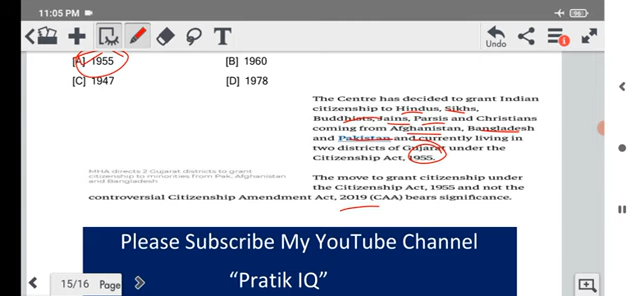 11:05 PM
96
Undo
[A] 1955
[B] 1960
[C] 1947
[D] 1978
The Centre has decided to grant Indian
citizenship to Hindus, Sikhs,
Buddhists, Jains, Parsis and Christians
coming from Afghanistan, Bangladesh
and Pakistan and currently living in
two districts of Gujarat under the
Citizenship Act, 1955.
MHA directs 2 Gujarat districts to grant
citizenship to minorities from Pak, Afghanistan
and Bangladesh
The move to grant citizenship under
the Citizenship Act, 1955 and not the
controversial Citizenship Amendment Act, 2019 (CAA) bears significance.
Please Subscribe My YouTube Channel
“Pratik IQ”
15/16 Page